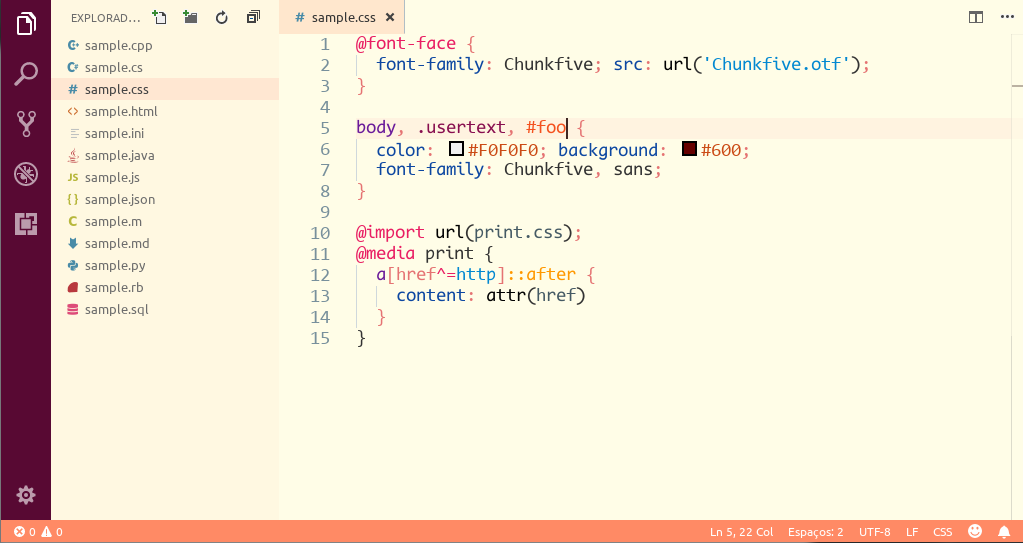 EXPLORAD...
sample.cpp
sample.cs
sample.css
sample.html
sample.ini
sample.java
sample.js
sample.json
sample.m
sample.md
sample.py
sample.rb
sample.sql
# sample.css ×
1 @font-face {
2 font-family: Chunkfive; src: url('Chunkfive.otf');
3 }
4
5 body, .usertext, #foo {
6 color: #F0F0F0; background: #600;
7 font-family: Chunkfive, sans;
8 }
9
10 @import url(print.css);
11 @media print {
12 a[href^=http]::after {
13 content: attr(href)
14 }
15 }
0 0 Ln 5, 22 Col Espaços: 2 UTF-8 LF CSS